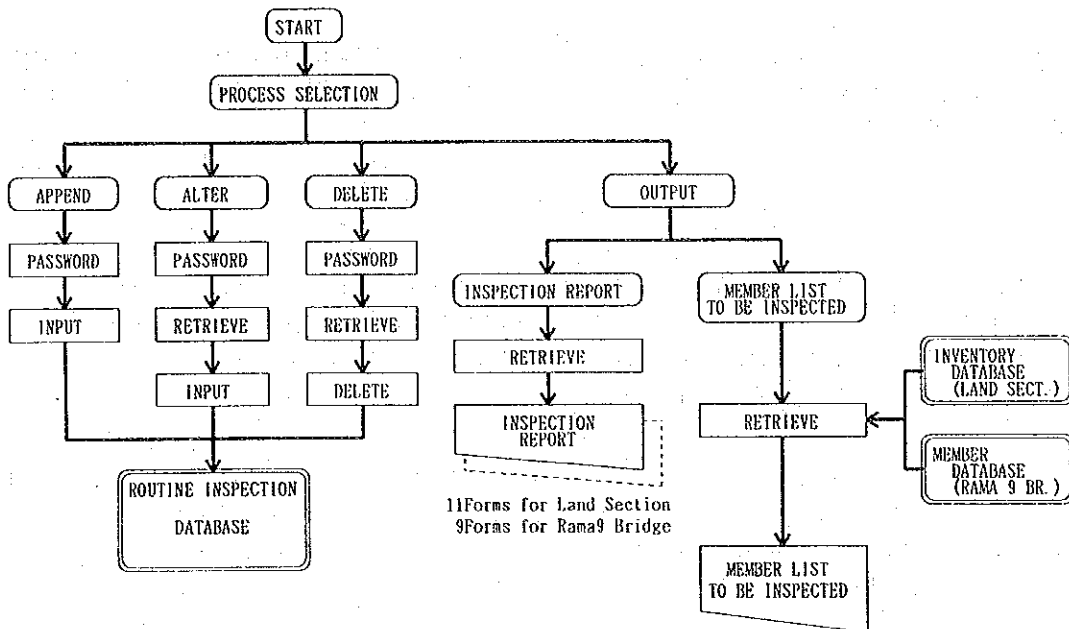 START
PROCESS SELECTION
APPEND
ALTER
DELETE
OUTPUT
PASSWORD
PASSWORD
PASSWORD
INSPECTION REPORT
MEMBER LIST
TO BE INSPECTED
INPUT
RETRIEVE
RETRIEVE
RETRIEVE
INVENTORY
DATABASE
(LAND SECT.)
INPUT
DELETE
INSPECTION
REPORT
RETRIEVE
MEMBER
DATABASE
(RAMA 9 BR.)
ROUTINE INSPECTION
DATABASE
11Forms for Land Section
9Forms for Rama9 Bridge
MEMBER LIST
TO BE INSPECTED